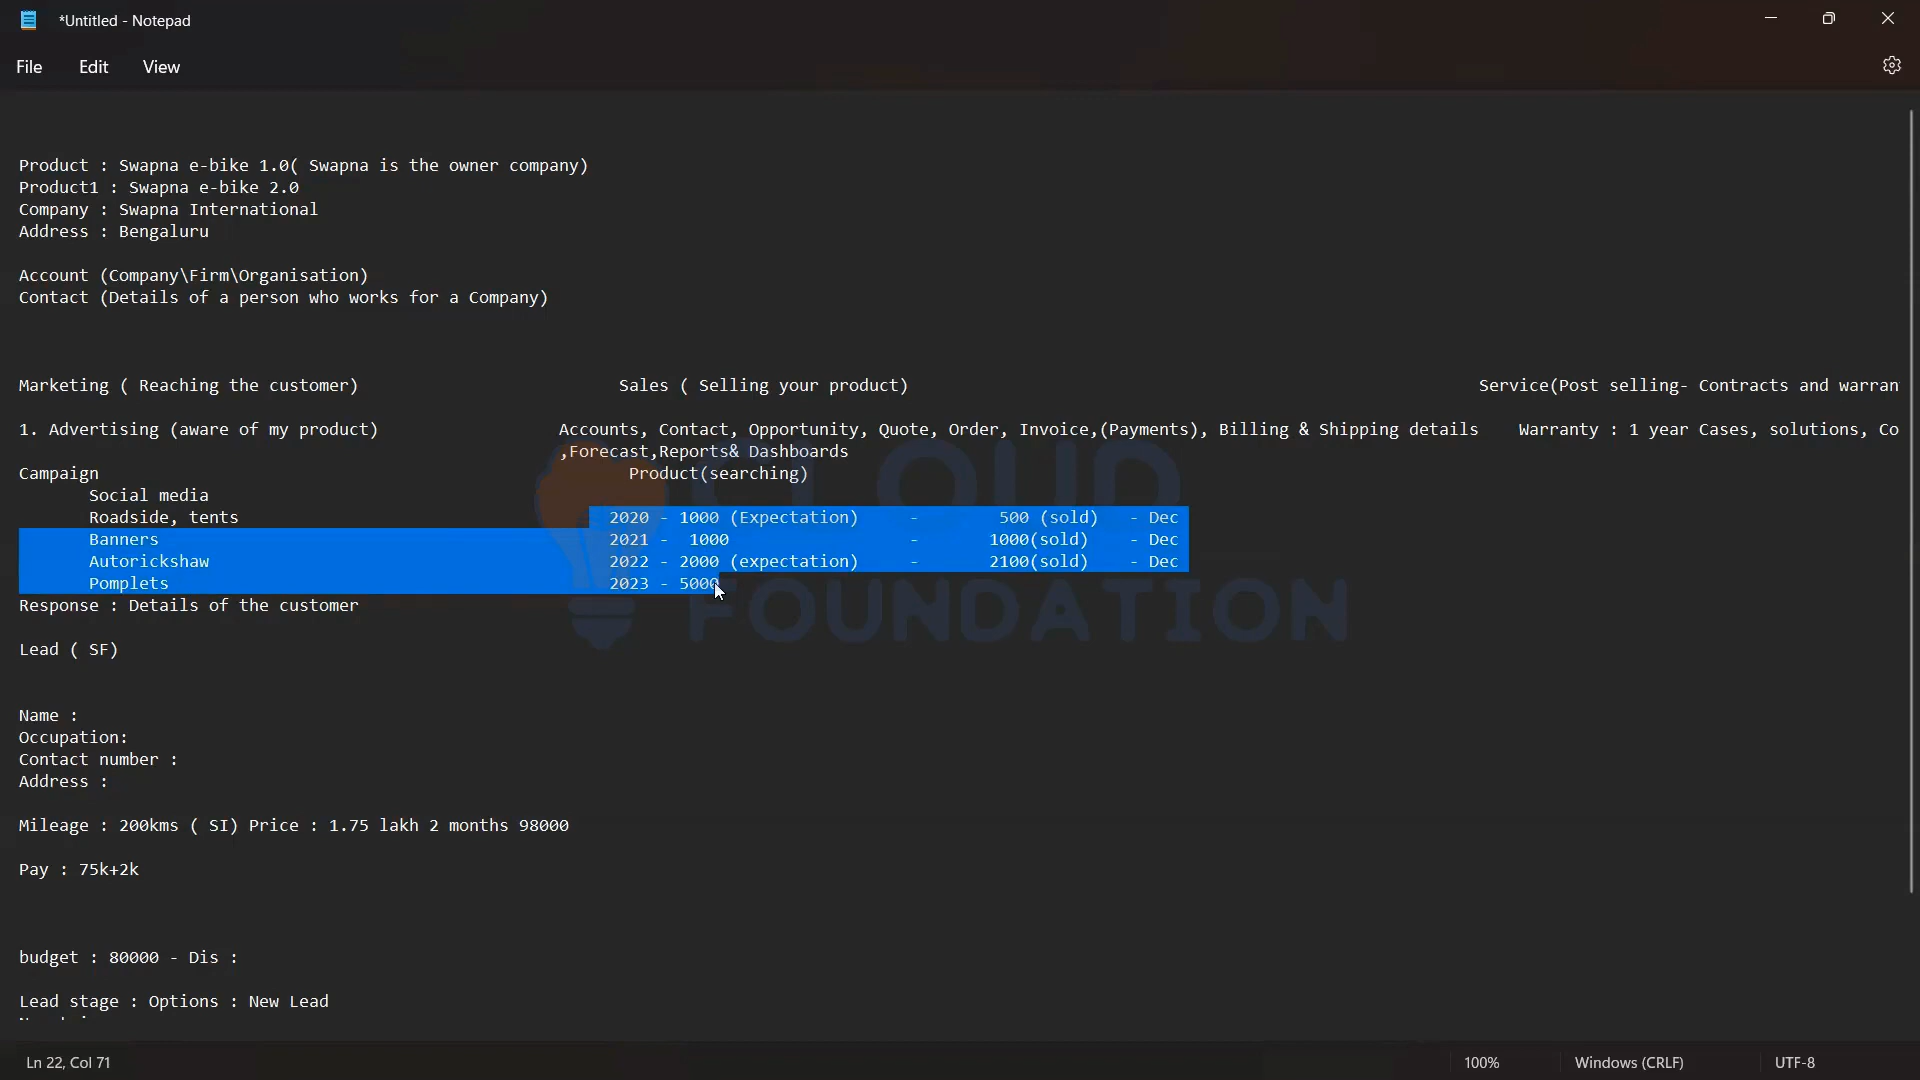 *Untitled - Notepad
File Edit View
Product : Swapna e-bike 1.0( Swapna is the owner company)
Product1 : Swapna e-bike 2.0
Company : Swapna International
Address : Bengaluru
Account (Company\Firm\Organisation)
Contact (Details of a person who works for a Company)
Marketing ( Reaching the customer) Sales ( Selling your product) Service(Post selling- Contracts and warran
1. Advertising (aware of my product) Accounts, Contact, Opportunity, Quote, Order, Invoice,(Payments), Billing & Shipping details Warranty : 1 year Cases, solutions, Co
,Forecast,Reports& Dashboards
Campaign Product(searching)
Social media
Roadside, tents 2020 - 1000 (Expectation) - 500 (sold) - Dec
Banners 2021 - 1000 - 1000(sold) - Dec
Autorickshaw 2022 - 2000 (expectation) - 2100(sold) - Dec
Pomplets 2023 - 5000
Response : Details of the customer
Lead ( SF)
Name :
Occupation:
Contact number :
Address :
Mileage : 200kms ( SI) Price : 1.75 lakh 2 months 98000
Pay : 75k+2k
budget : 80000 - Dis :
Lead stage : Options : New Lead
CLOUD
FOUNDATION
Ln 22, Col 71 100% Windows (CRLF) UTF-8